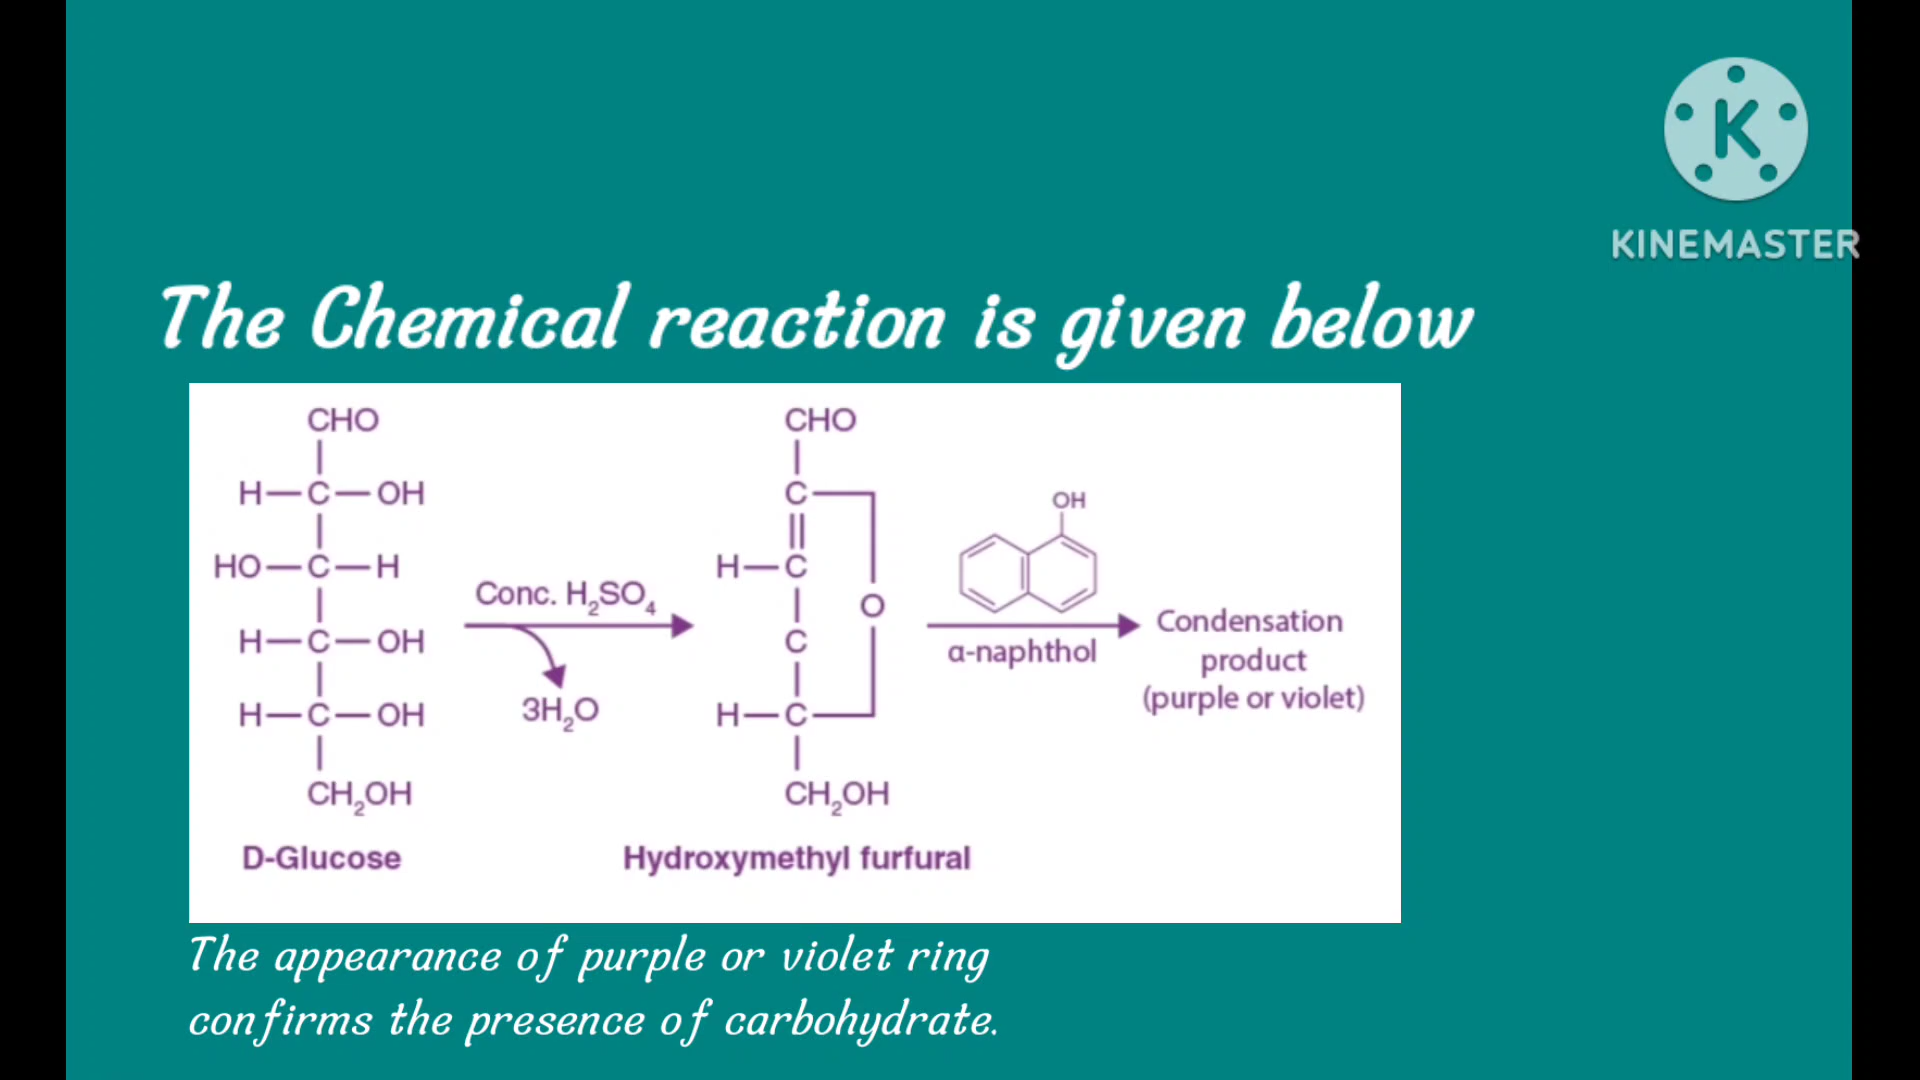 K
KINEMASTER
The Chemical reaction is given below
CHO
H—C—OH
HO—C—H
H—C—OH
H—C—OH
CH₂OH
D-Glucose
Conc. H₂SO₄
3H₂O
CHO
C
H—C
O
C
H—C
CH₂OH
Hydroxymethyl furfural
OH
α-naphthol
Condensation
product
(purple or violet)
The appearance of purple or violet ring
confirms the presence of carbohydrate.